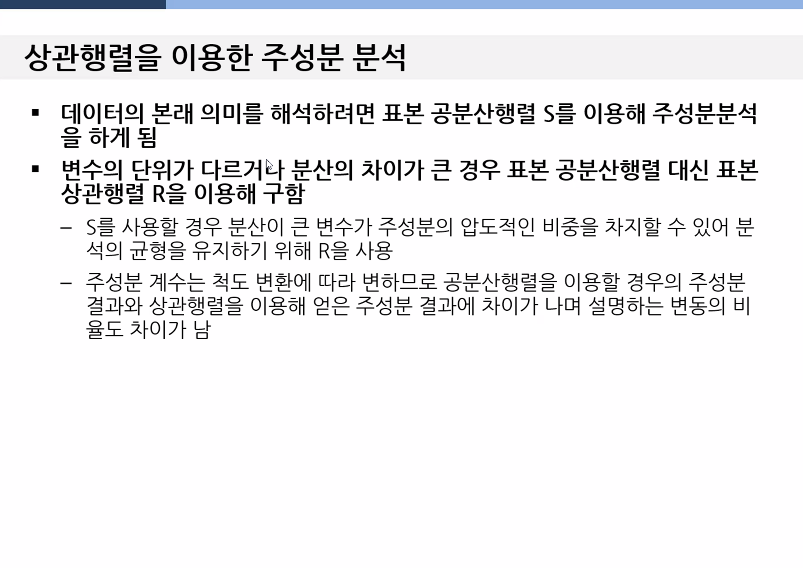 상관행렬을 이용한 주성분 분석
▪ 데이터의 본래 의미를 해석하려면 표본 공분산행렬 S를 이용해 주성분분석
을 하게 됨
▪ 변수의 단위가 다르거나 분산의 차이가 큰 경우 표본 공분산행렬 대신 표본
상관행렬 R을 이용해 구함
– S를 사용할 경우 분산이 큰 변수가 주성분의 압도적인 비중을 차지할 수 있어 분
석의 균형을 유지하기 위해 R을 사용
– 주성분 계수는 척도 변환에 따라 변하므로 공분산행렬을 이용할 경우의 주성분
결과와 상관행렬을 이용해 얻은 주성분 결과에 차이가 나며 설명하는 변동의 비
율도 차이가 남